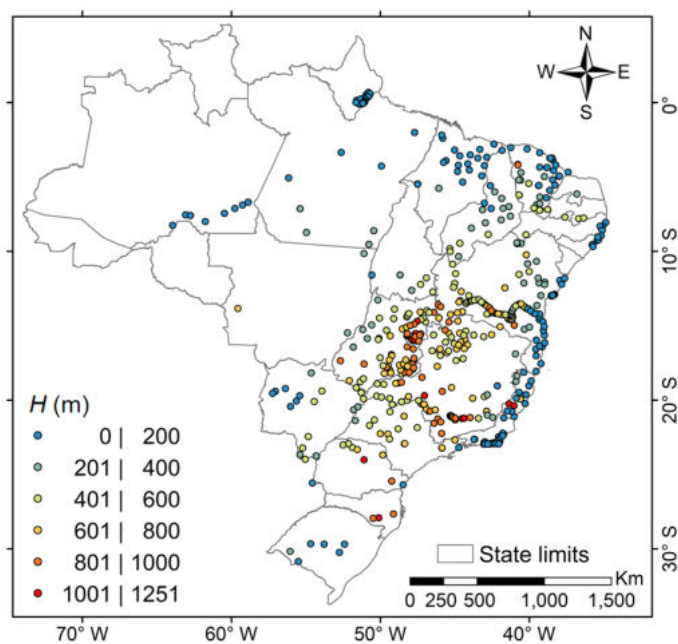 N
W E
S
0°
10° S
20° S
30° S
H (m)
0 | 200
201 | 400
401 | 600
601 | 800
801 | 1000
1001 | 1251
State limits
Km
0 250 500 1,000 1,500
70° W 60° W 50° W 40° W